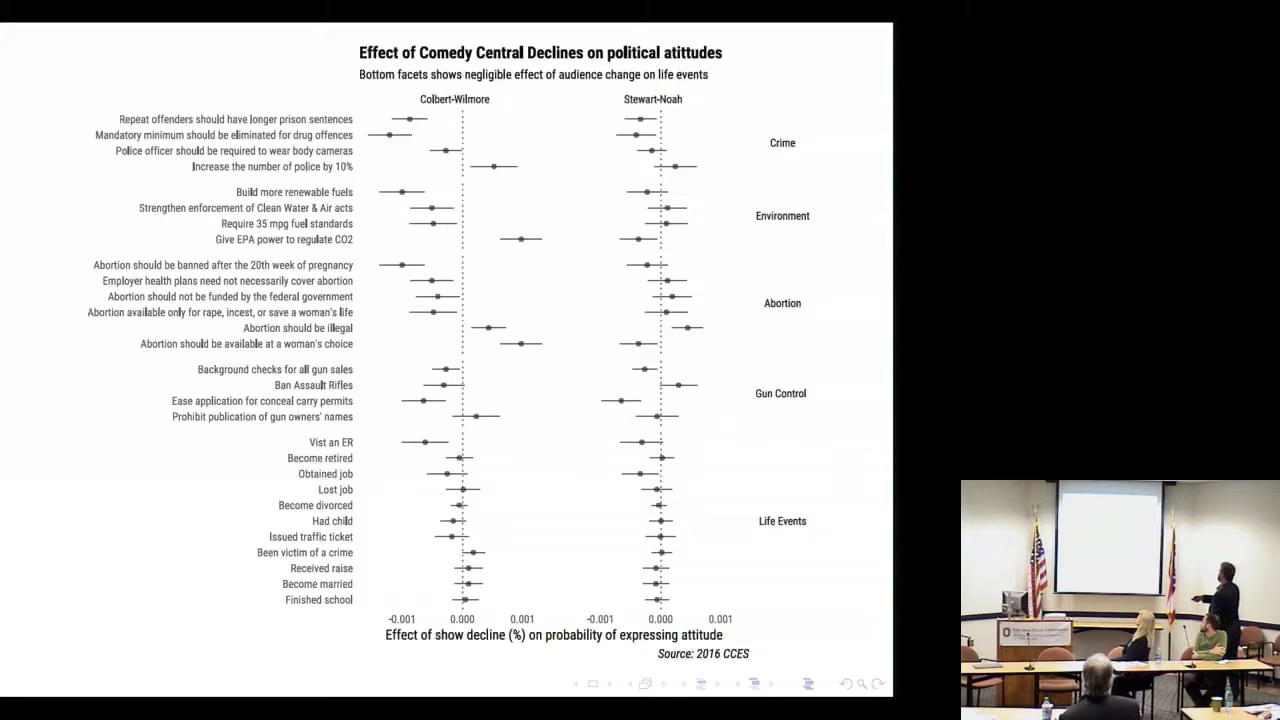 Effect of Comedy Central Declines on political atittudes
Bottom facets shows negligible effect of audience change on life events
Colbert-Wilmore
Stewart-Noah
Repeat offenders should have longer prison sentences
Mandatory minimum should be eliminated for drug offences
Police officer should be required to wear body cameras
Increase the number of police by 10%
Crime
Build more renewable fuels
Strengthen enforcement of Clean Water & Air acts
Require 35 mpg fuel standards
Give EPA power to regulate CO2
Environment
Abortion should be banned after the 20th week of pregnancy
Employer health plans need not necessarily cover abortion
Abortion should not be funded by the federal government
Abortion available only for rape, incest, or save a woman's life
Abortion should be illegal
Abortion should be available at a woman's choice
Abortion
Background checks for all gun sales
Ban Assault Rifles
Ease application for conceal carry permits
Prohibit publication of gun owners' names
Gun Control
Vist an ER
Become retired
Obtained job
Lost job
Become divorced
Had child
Issued traffic ticket
Been victim of a crime
Received raise
Become married
Finished school
Life Events
-0.001 0.000 0.001 -0.001 0.000 0.001
Effect of show decline (%) on probability of expressing attitude
Source: 2016 CCES